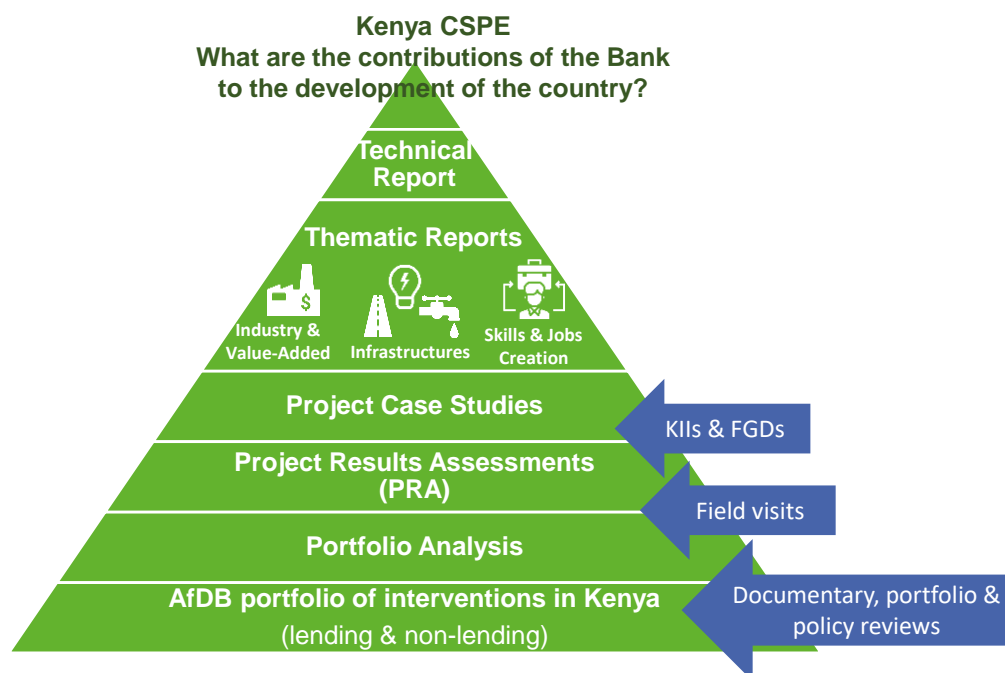 Kenya CSPE
What are the contributions of the Bank
to the development of the country?
Technical
Report
Thematic Reports
$
Industry &
Value-Added
Infrastructures
Skills & Jobs
Creation
Project Case Studies
KIIs & FGDs
Project Results Assessments
(PRA)
Field visits
Portfolio Analysis
AfDB portfolio of interventions in Kenya
(lending & non-lending)
Documentary, portfolio &
policy reviews